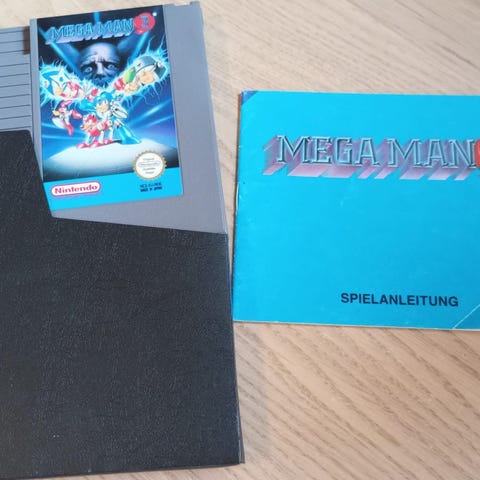 MEGA MAN 3
Nintendo
MEGA MAN
SPIELANLEITUNG